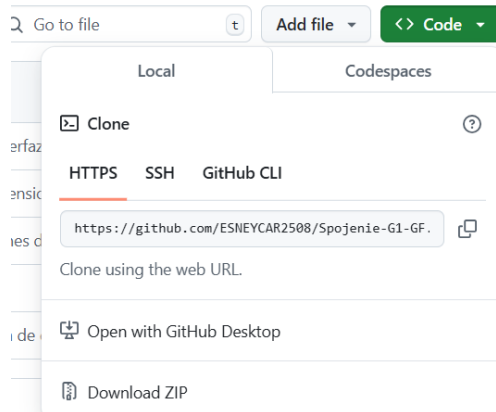 Go to file t Add file <> Code
Local Codespaces
Clone
HTTPS SSH GitHub CLI
https://github.com/ESNEYCAR2508/Spojenie-G1-GF.
Clone using the web URL.
Open with GitHub Desktop
Download ZIP